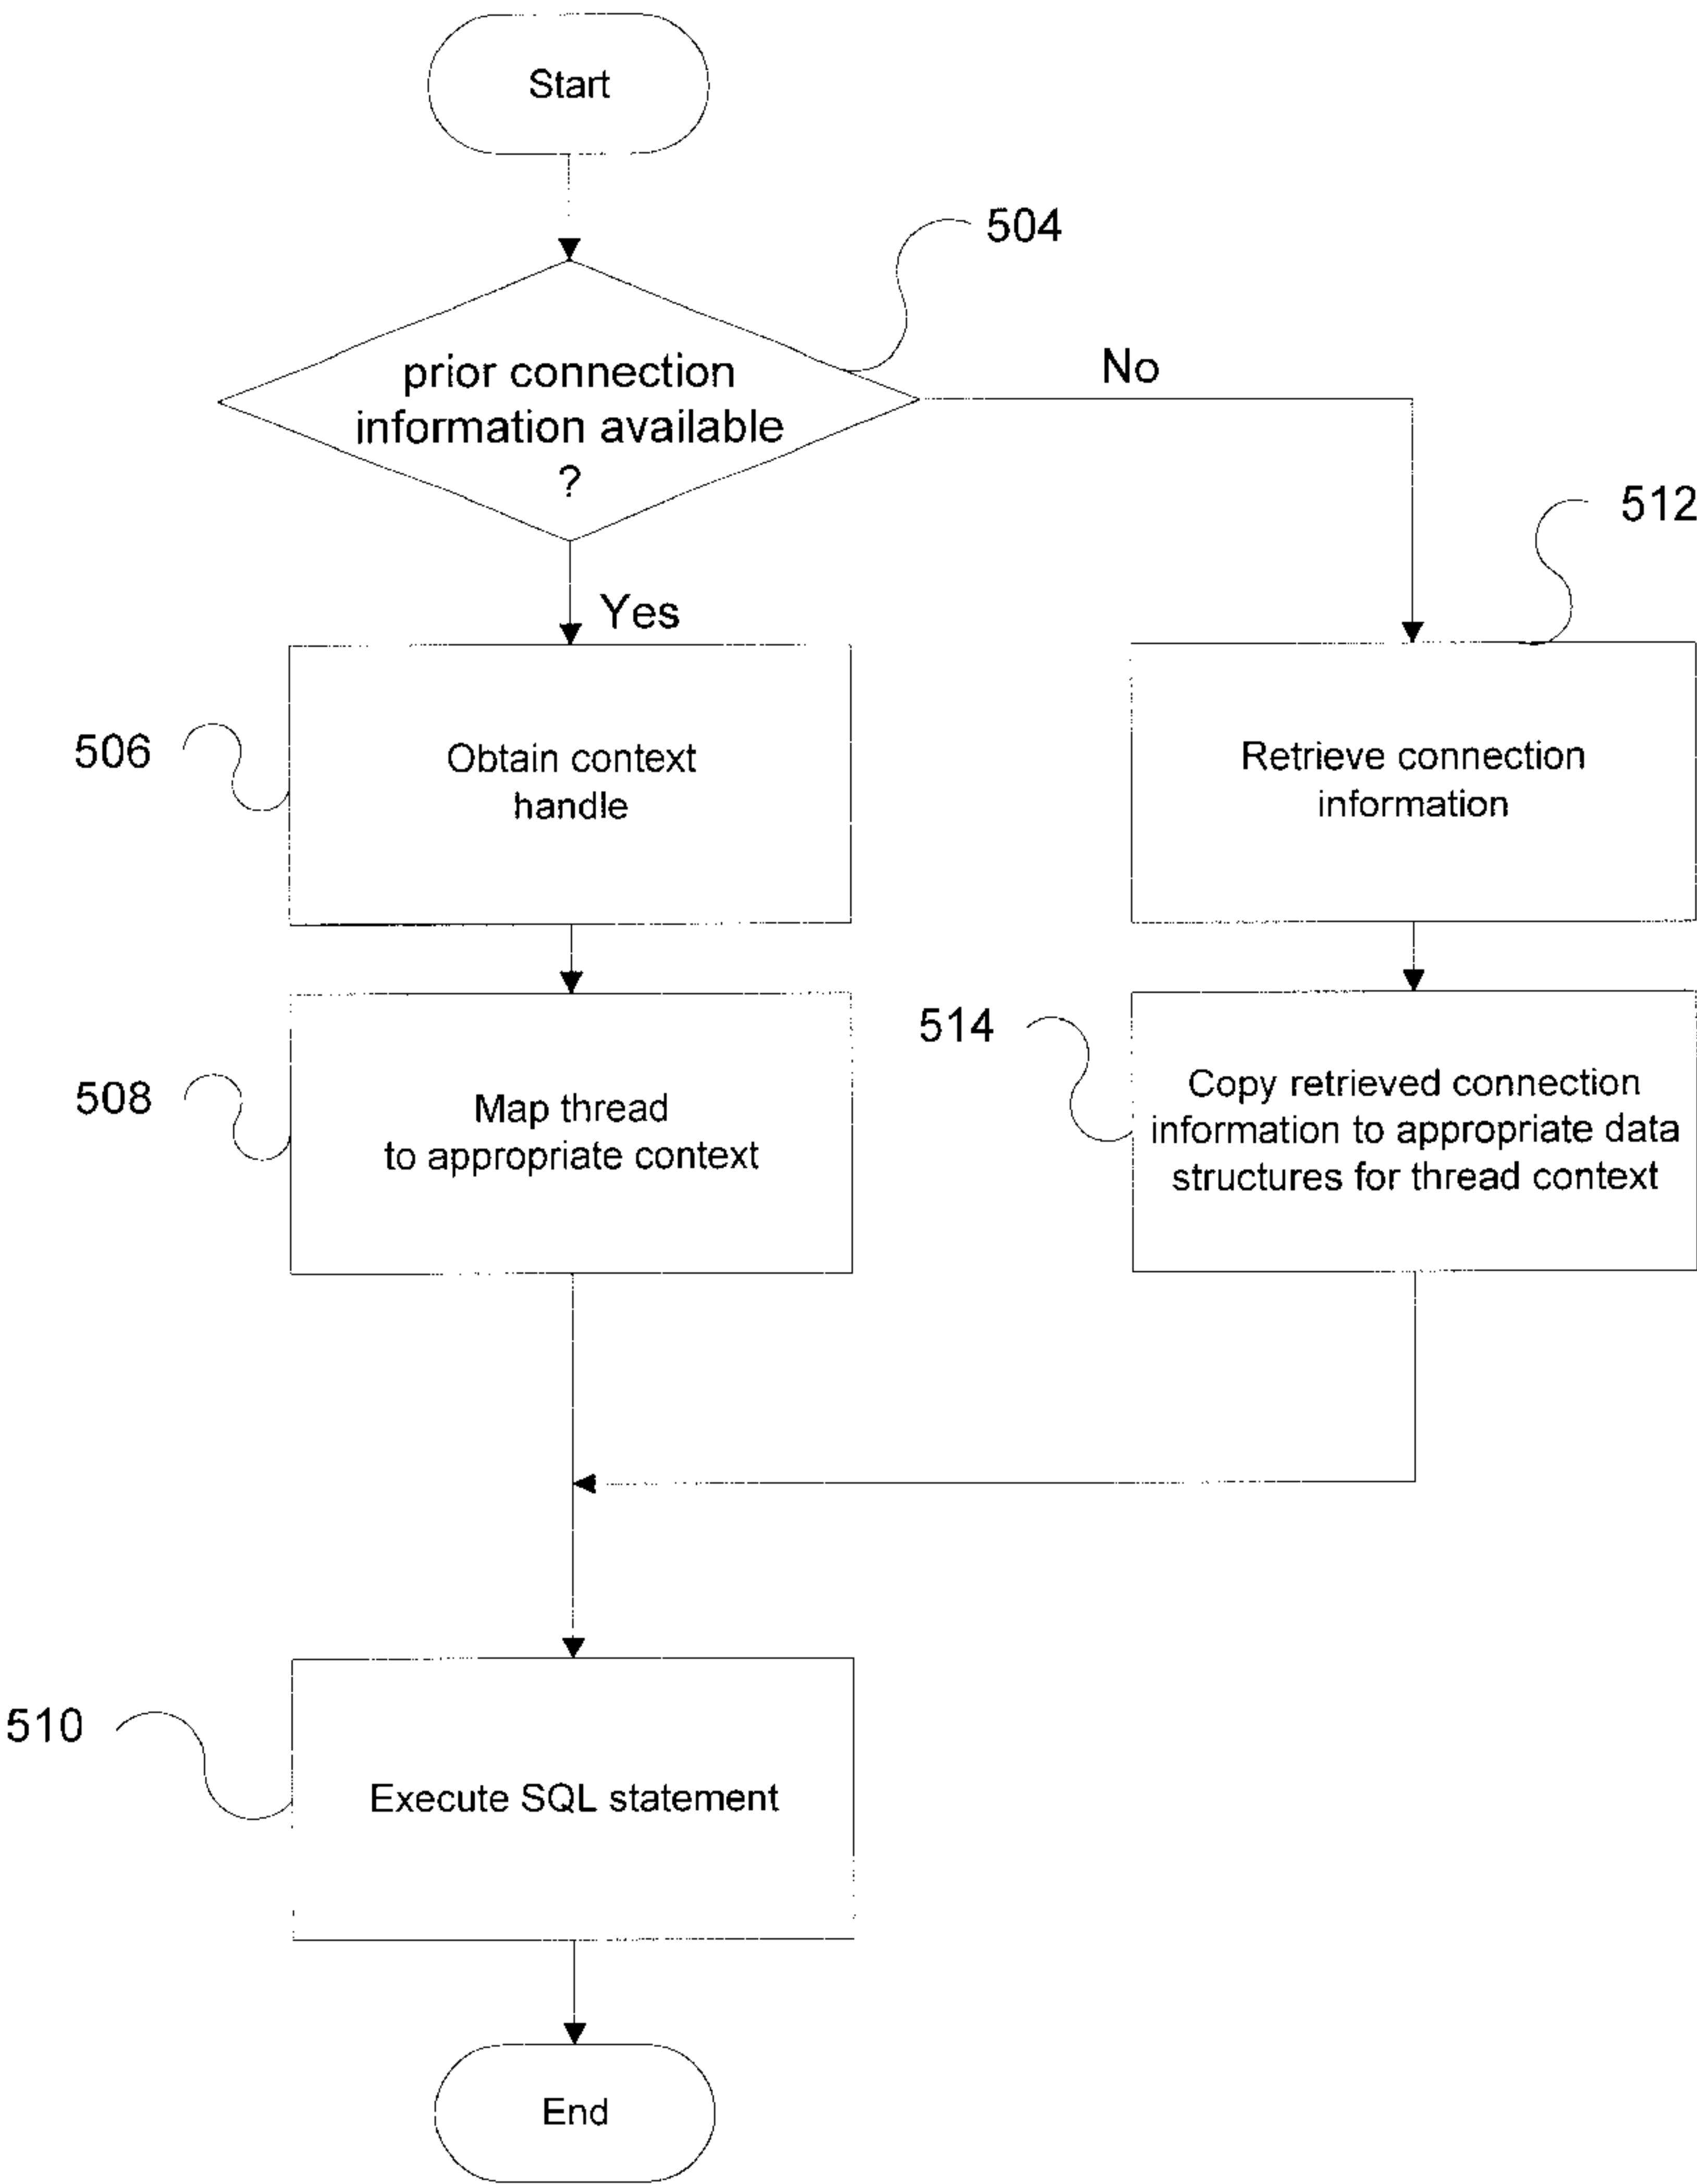 Start
504
prior connection
information available
?
No
Yes
512
506
Obtain context
handle
Retrieve connection
information
508
Map thread
to appropriate context
514
Copy retrieved connection
information to appropriate data
structures for thread context
510
Execute SQL statement
End